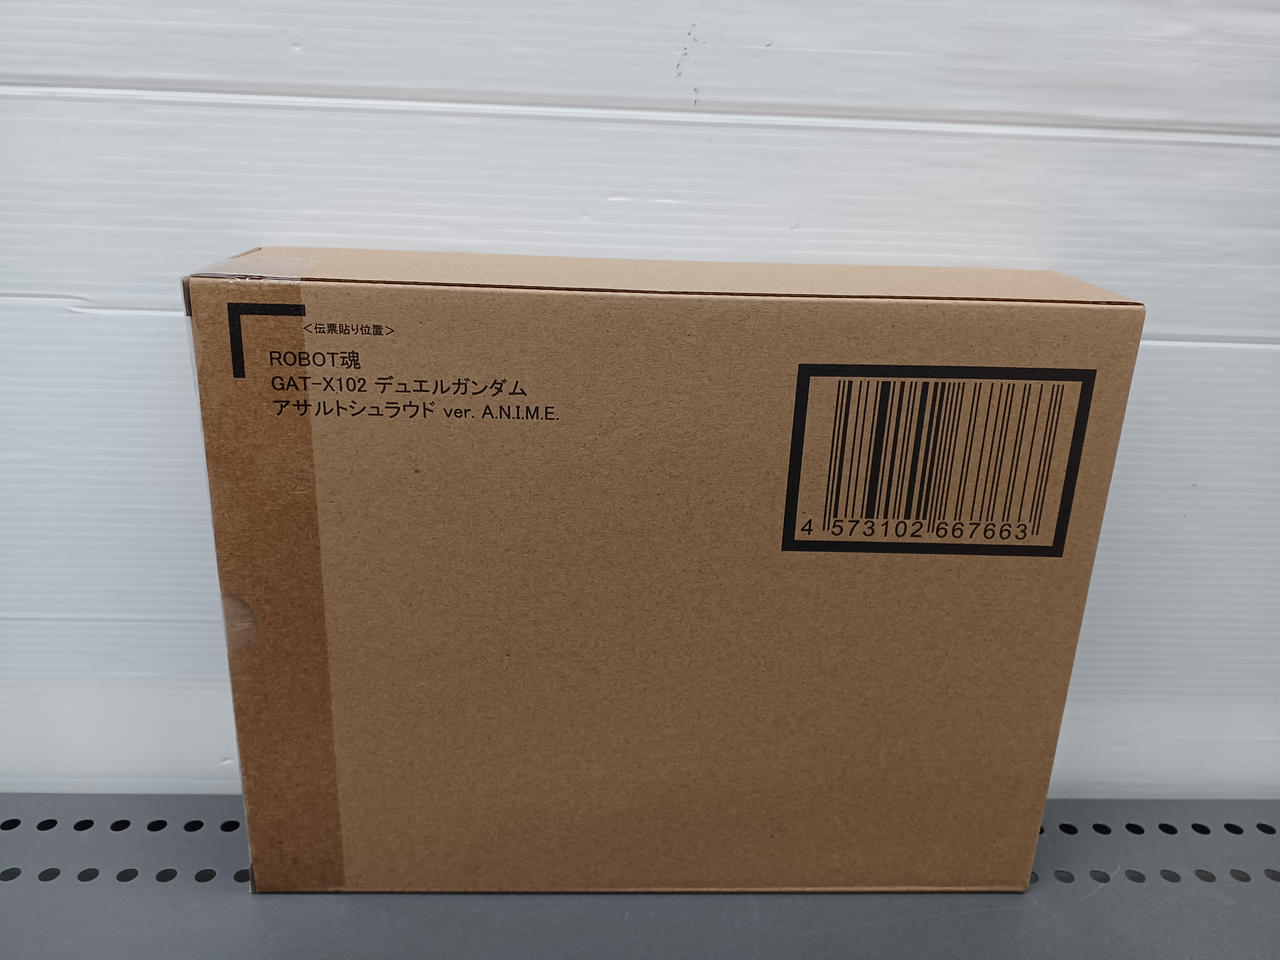 ＜伝票貼り位置＞
ROBOT魂
GAT-X102 デュエルガンダム
アサルトシュラウド ver. A.N.I.M.E.
4 573102 667663